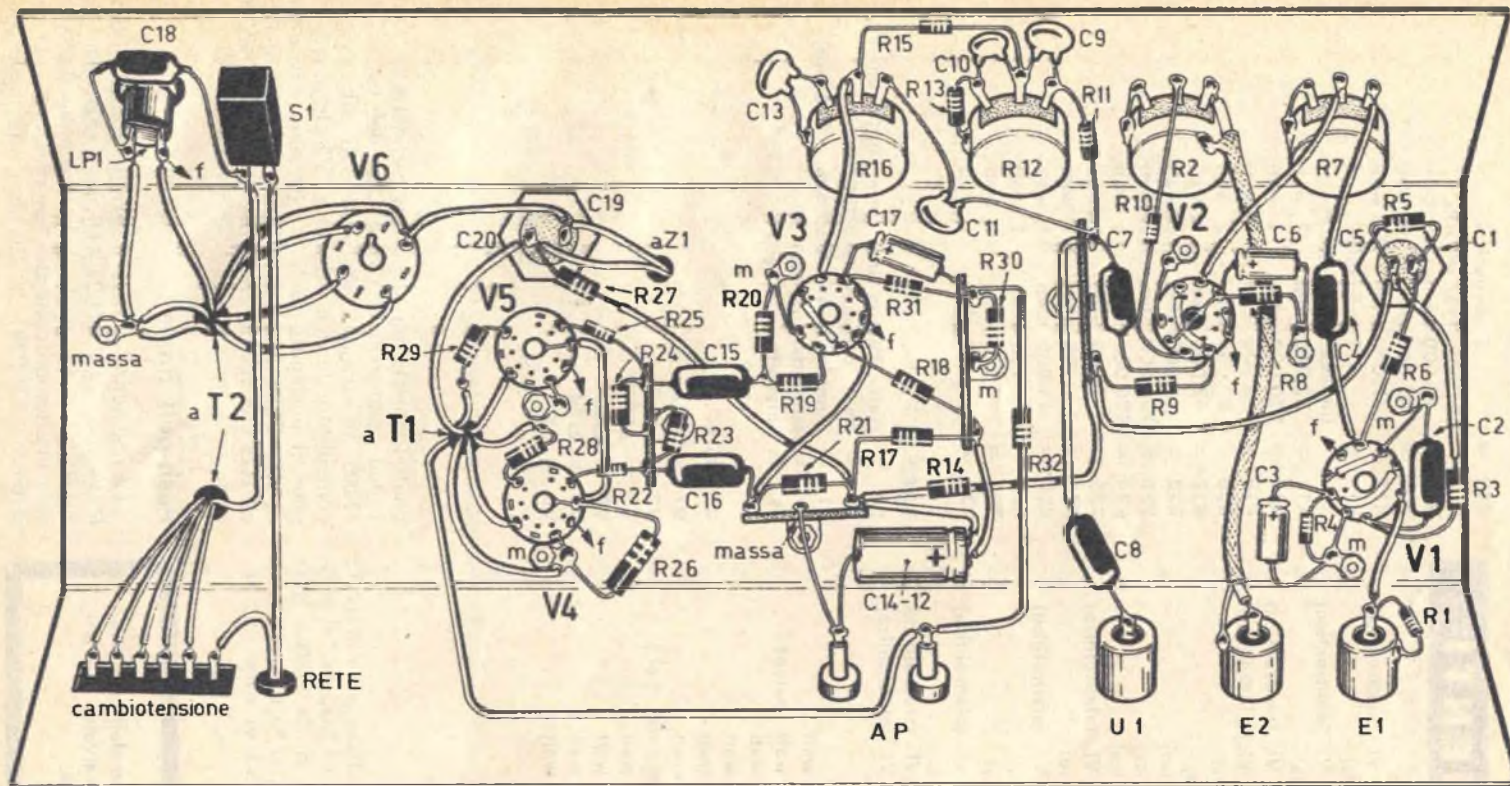 C18
S1
LP1
f
V6
massa
a T2
cambiotensione
RETE
C19
C20
aZ1
R27
V5
R25
R29
R24
C15
a T1
R28
R23
R22
C16
m
f
V4
R26
f
R15
C9
C10
C13
R13
R11
R16
R12
R2
R7
C17
C11
V3
m
R20
R31
R30
f
R18
m
R19
R21
R17
R14
R32
massa
+
C14-12
A P
R10
V2
C7
C6
+
C5
R5
C1
R9
f
R8
C4
R6
m
C2
f
C3
+
R4
m
R3
V1
C8
R1
U1
E2
E1